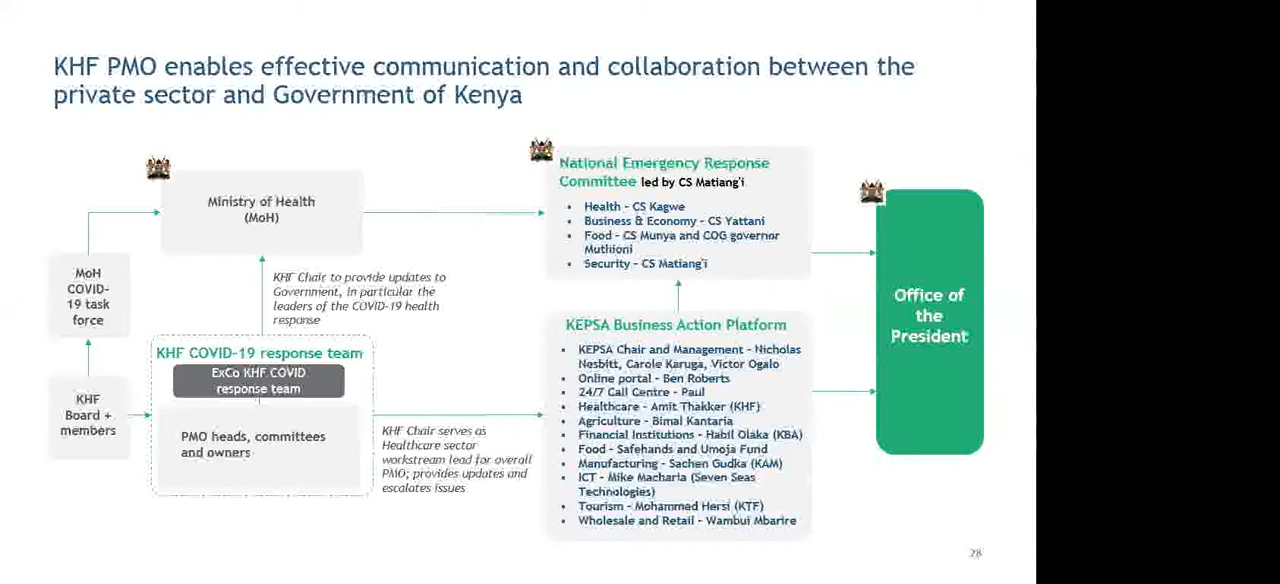 KHF PMO enables effective communication and collaboration between the
private sector and Government of Kenya
Ministry of Health
(MoH)
National Emergency Response
Committee led by CS Matiang'i
• Health - CS Kagwe
• Business & Economy - CS Yattani
• Food - CS Munya and COG governor
Muthioni
• Security - CS Matiang'i
MoH
COVID-
19 task
force
KHF Chair to provide updates to
Government, in particular the
leaders of the COVID-19 health
response
Office of
the
President
KHF COVID-19 response team
ExCo KHF COVID
response team
KHF
Board +
members
PMO heads, committees
and owners
KHF Chair serves as
Healthcare sector
workstream lead for overall
PMO; provides updates and
escalates issues
KEPSA Business Action Platform
• KEPSA Chair and Management - Nicholas
Nesbitt, Carole Karuga, Victor Ogalo
• Online portal - Ben Roberts
• 24/7 Call Centre - Paul
• Healthcare - Amit Thakker (KHF)
• Agriculture - Bimal Kantaria
• Financial Institutions - Habil Olaka (KBA)
• Food - Safehands and Umoja Fund
• Manufacturing - Sachen Gudka (KAM)
• ICT - Mike Macharia (Seven Seas
Technologies)
• Tourism - Mohammed Hersi (KTF)
• Wholesale and Retail - Wambui Mbarire
28